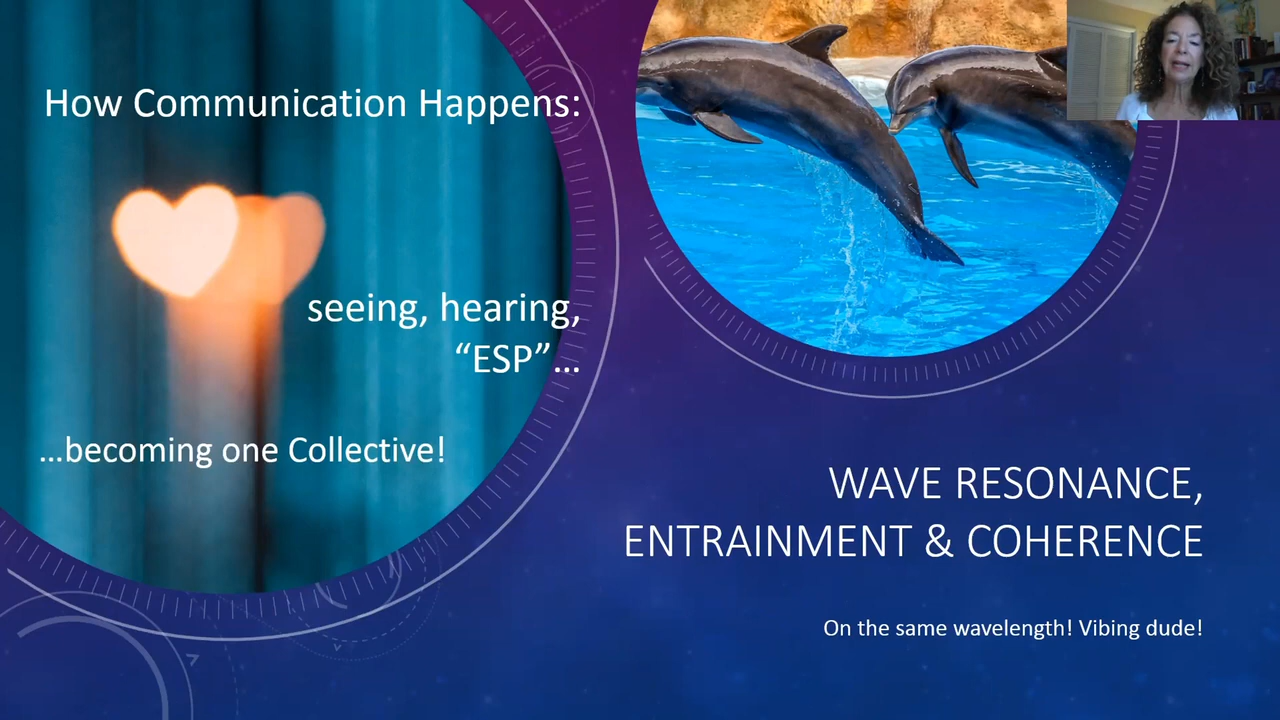 How Communication Happens:
seeing, hearing,
“ESP”…
…becoming one Collective!
WAVE RESONANCE,
ENTRAINMENT & COHERENCE
On the same wavelength! Vibing dude!